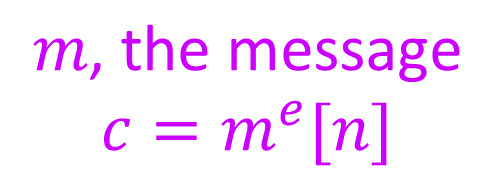 m, the message
c = m^e [n]